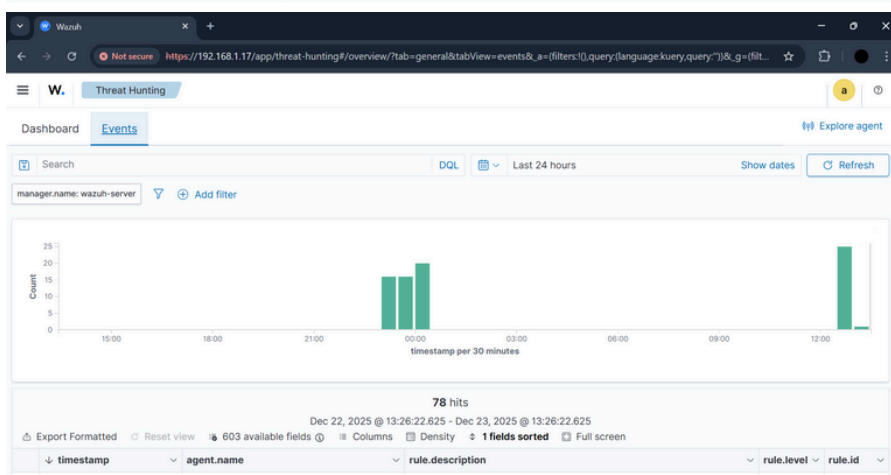 Wazuh
Not secure https://192.168.1.17/app/threat-hunting#/overview/?tab=general&tabView=events&_a=(filters:!(),query:(language:kuery,query:''))&_g=(filt...
W. Threat Hunting a
Dashboard Events Explore agent
Search DQL Last 24 hours Show dates Refresh
manager.name: wazuh-server Add filter
25
20
15
10
5
0
Count
15:00 18:00 21:00 00:00 03:00 06:00 09:00 12:00
timestamp per 30 minutes
78 hits
Dec 22, 2025 @ 13:26:22.625 - Dec 23, 2025 @ 13:26:22.625
Export Formatted Reset view 603 available fields Columns Density 1 fields sorted Full screen
timestamp agent.name rule.description rule.level rule.id